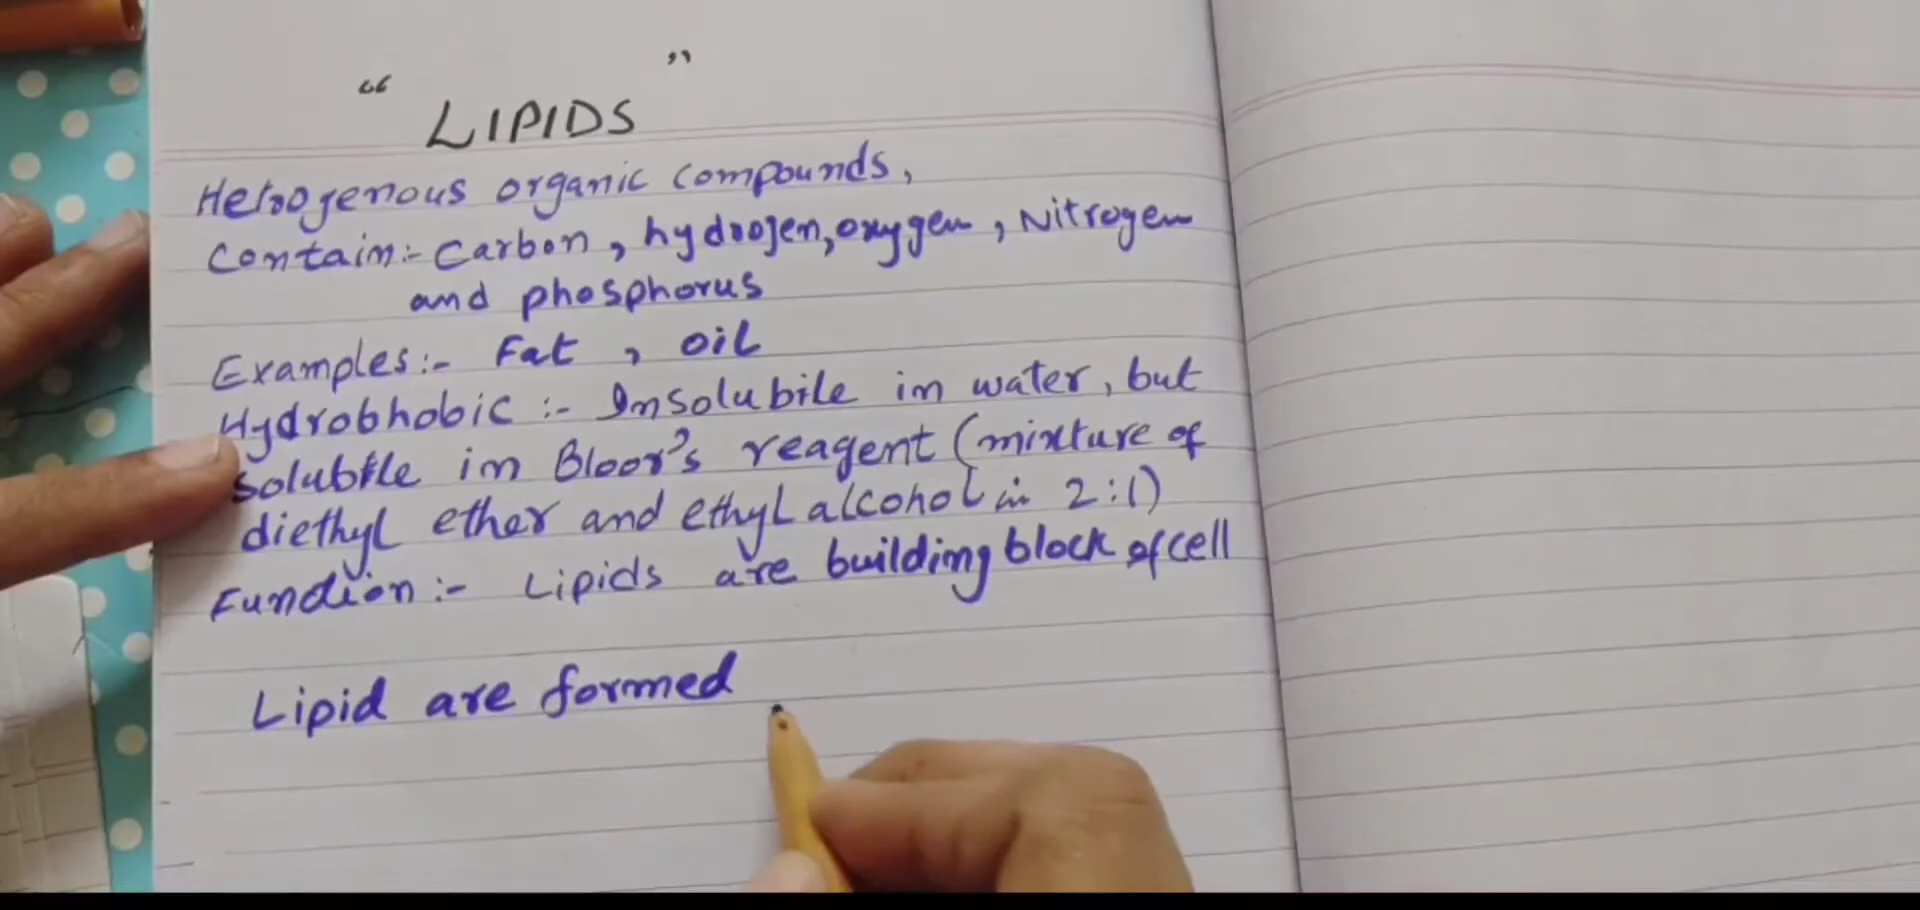 "LIPIDS"
Hetrogenous organic compounds,
Contain:- Carbon, hydrogen, oxygen, Nitrogen
and phosphorus
Examples:- Fat, oil
Hydrobhobic :- Insolubile in water, but
solubtle in Bloor's reagent (mixture of
diethyl ether and ethyl alcohol in 2:1)
Function:- Lipids are building block of cell
Lipid are formed